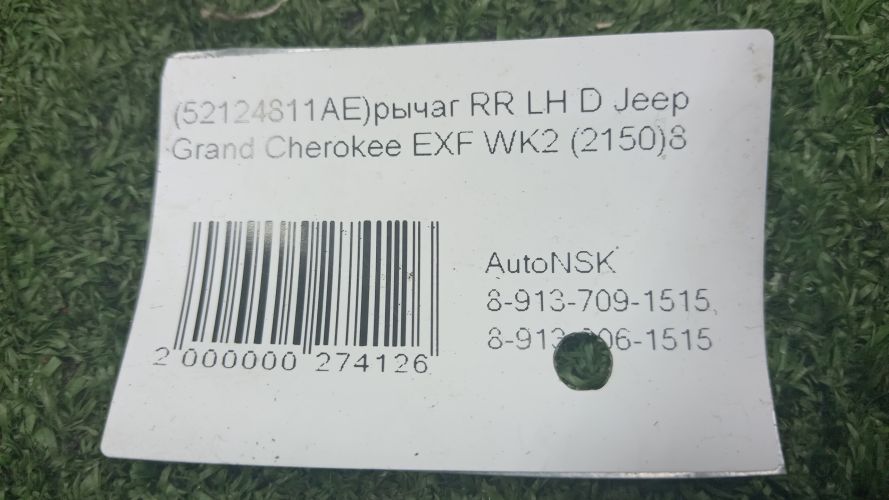 (52124811AE)рычаг RR LH D Jeep
Grand Cherokee EXF WK2 (2150)8
AutoNSK
8-913-709-1515,
2 000000 274126